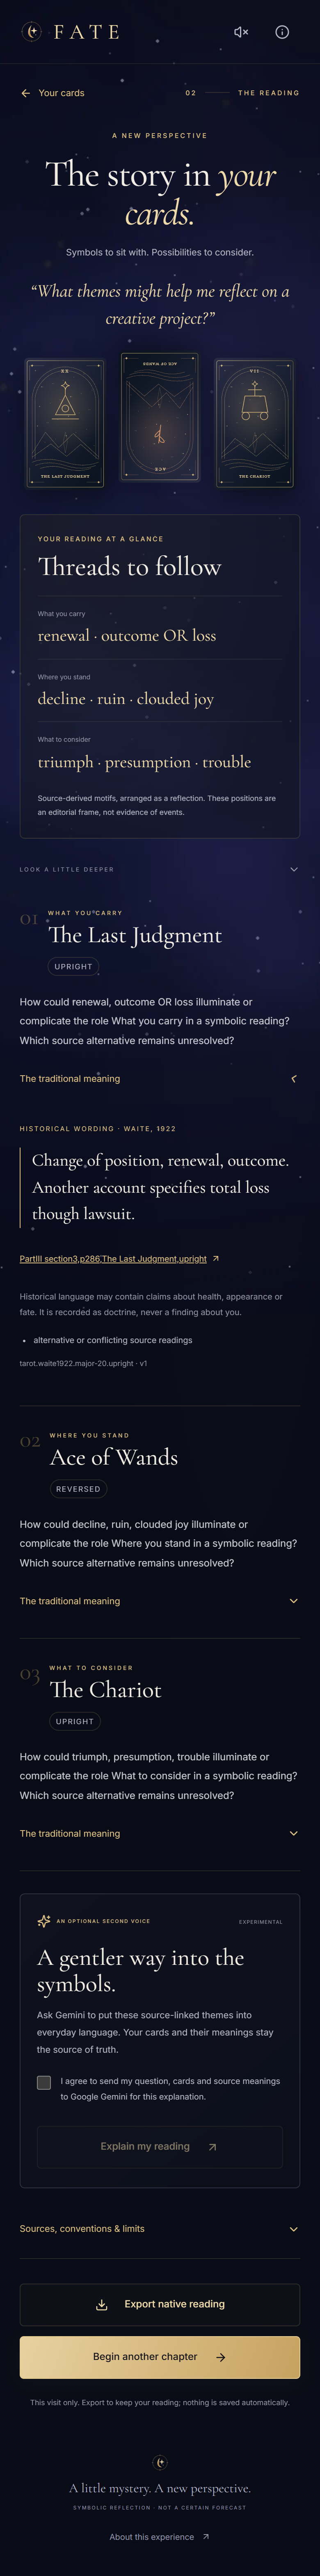 FATE
Your cards
02 THE READING
A NEW PERSPECTIVE
The story in your
cards.
Symbols to sit with. Possibilities to consider.
“What themes might help me reflect on a
creative project?”
XX
THE LAST JUDGMENT
ACE OF WANDS
ACE
VII
THE CHARIOT
YOUR READING AT A GLANCE
Threads to follow
What you carry
renewal · outcome OR loss
Where you stand
decline · ruin · clouded joy
What to consider
triumph · presumption · trouble
Source-derived motifs, arranged as a reflection. These positions are
an editorial frame, not evidence of events.
LOOK A LITTLE DEEPER
01 WHAT YOU CARRY
The Last Judgment
UPRIGHT
How could renewal, outcome OR loss illuminate or
complicate the role What you carry in a symbolic reading?
Which source alternative remains unresolved?
The traditional meaning
HISTORICAL WORDING · WAITE, 1922
Change of position, renewal, outcome.
Another account specifies total loss
though lawsuit.
PartIII section3,p286,The Last Judgment,upright
Historical language may contain claims about health, appearance or
fate. It is recorded as doctrine, never a finding about you.
• alternative or conflicting source readings
tarot.waite1922.major-20.upright · v1
02 WHERE YOU STAND
Ace of Wands
REVERSED
How could decline, ruin, clouded joy illuminate or
complicate the role Where you stand in a symbolic reading?
Which source alternative remains unresolved?
The traditional meaning
03 WHAT TO CONSIDER
The Chariot
UPRIGHT
How could triumph, presumption, trouble illuminate or
complicate the role What to consider in a symbolic reading?
Which source alternative remains unresolved?
The traditional meaning
AN OPTIONAL SECOND VOICE
EXPERIMENTAL
A gentler way into the
symbols.
Ask Gemini to put these source-linked themes into
everyday language. Your cards and their meanings stay
the source of truth.
I agree to send my question, cards and source meanings
to Google Gemini for this explanation.
Explain my reading
Sources, conventions & limits
Export native reading
Begin another chapter
This visit only. Export to keep your reading; nothing is saved automatically.
A little mystery. A new perspective.
SYMBOLIC REFLECTION · NOT A CERTAIN FORECAST
About this experience